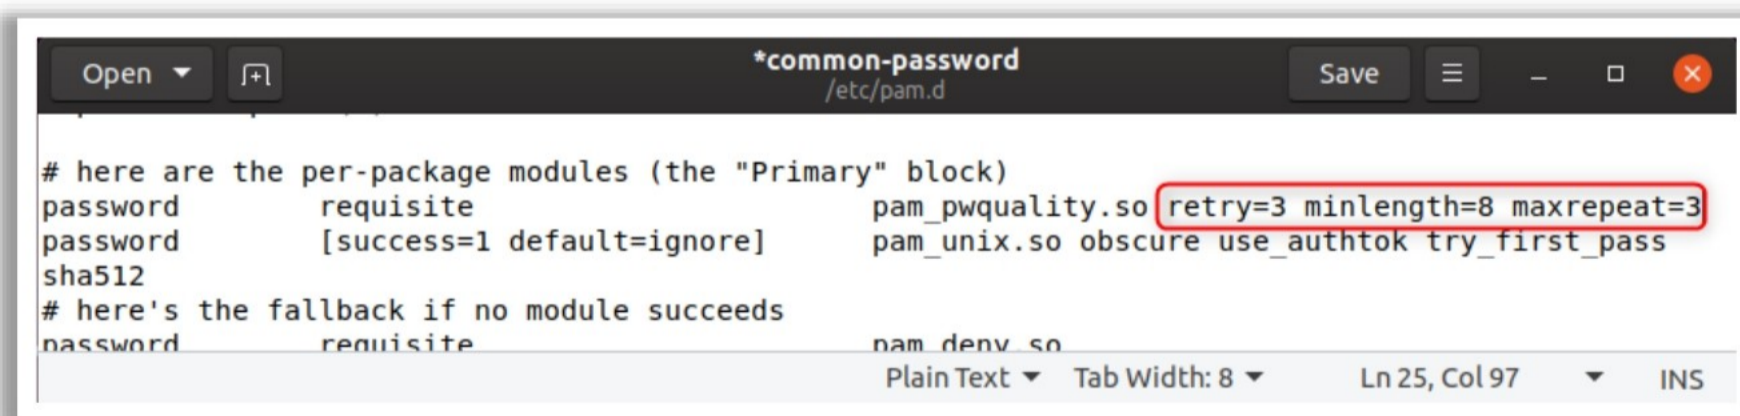 Open
*common-password
/etc/pam.d
Save
# here are the per-package modules (the "Primary" block)
password requisite pam_pwquality.so retry=3 minlength=8 maxrepeat=3
password [success=1 default=ignore] pam_unix.so obscure use_authtok try_first_pass
sha512
# here's the fallback if no module succeeds
password requisite pam_deny.so
Plain Text Tab Width: 8 Ln 25, Col 97 INS